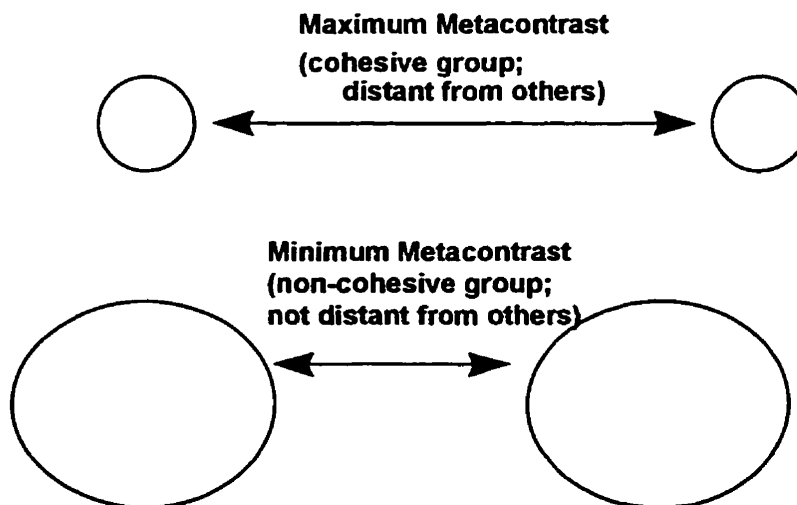 Maximum Metacontrast
(cohesive group;
distant from others)
Minimum Metacontrast
(non-cohesive group;
not distant from others)